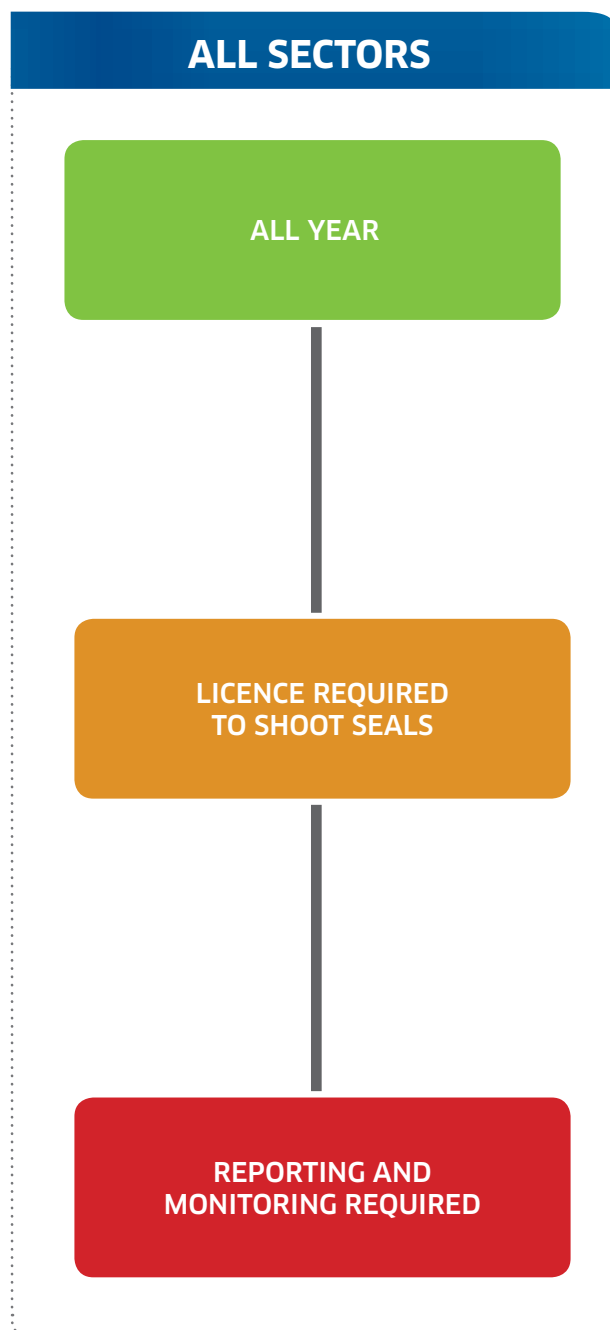 ALL SECTORS
ALL YEAR
LICENCE REQUIRED
TO SHOOT SEALS
REPORTING AND
MONITORING REQUIRED